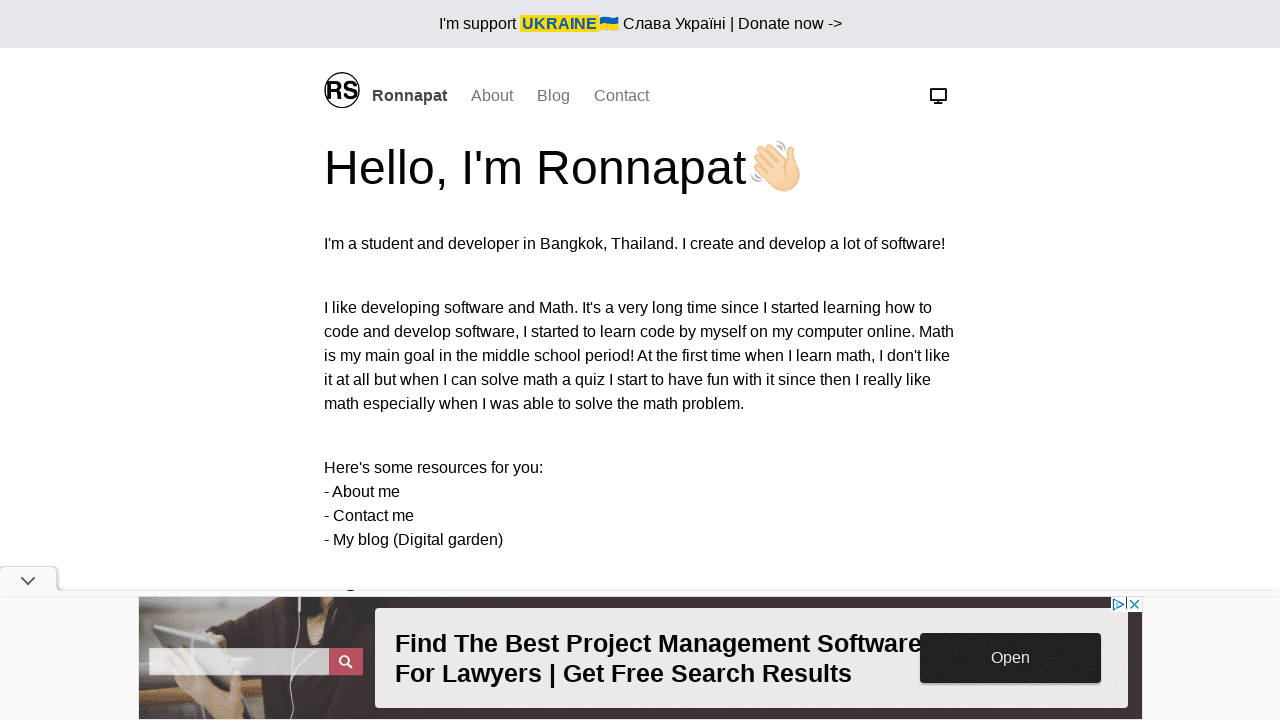 I'm support UKRAINE🇺🇦 Слава Україні | Donate now ->
RS Ronnapat About Blog Contact
Hello, I'm Ronnapat👋🏻
I'm a student and developer in Bangkok, Thailand. I create and develop a lot of software!
I like developing software and Math. It's a very long time since I started learning how to
code and develop software, I started to learn code by myself on my computer online. Math
is my main goal in the middle school period! At the first time when I learn math, I don't like
it at all but when I can solve math a quiz I start to have fun with it since then I really like
math especially when I was able to solve the math problem.
Here's some resources for you:
- About me
- Contact me
- My blog (Digital garden)
Find The Best Project Management Software
For Lawyers | Get Free Search Results
Open